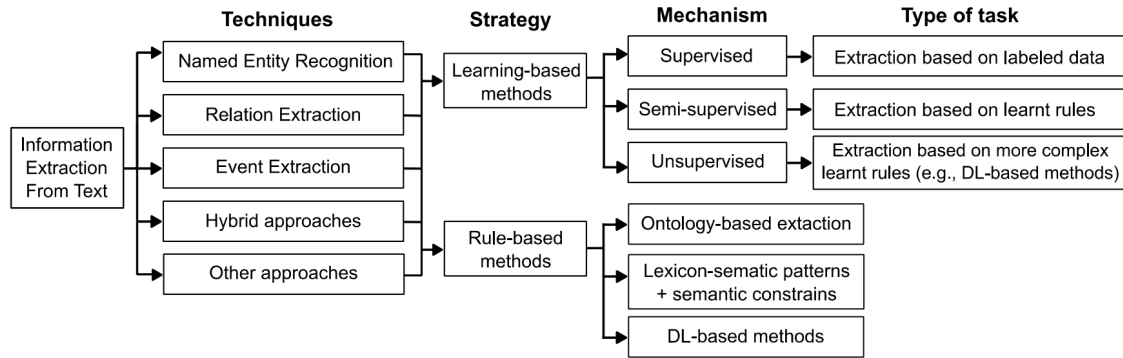 Techniques
Strategy
Mechanism
Type of task
Information
Extraction
From Text
Named Entity Recognition
Relation Extraction
Event Extraction
Hybrid approaches
Other approaches
Learning-based
methods
Rule-based
methods
Supervised
Semi-supervised
Unsupervised
Extraction based on labeled data
Extraction based on learnt rules
Extraction based on more complex
learnt rules (e.g., DL-based methods)
Ontology-based extaction
Lexicon-sematic patterns
+ semantic constrains
DL-based methods